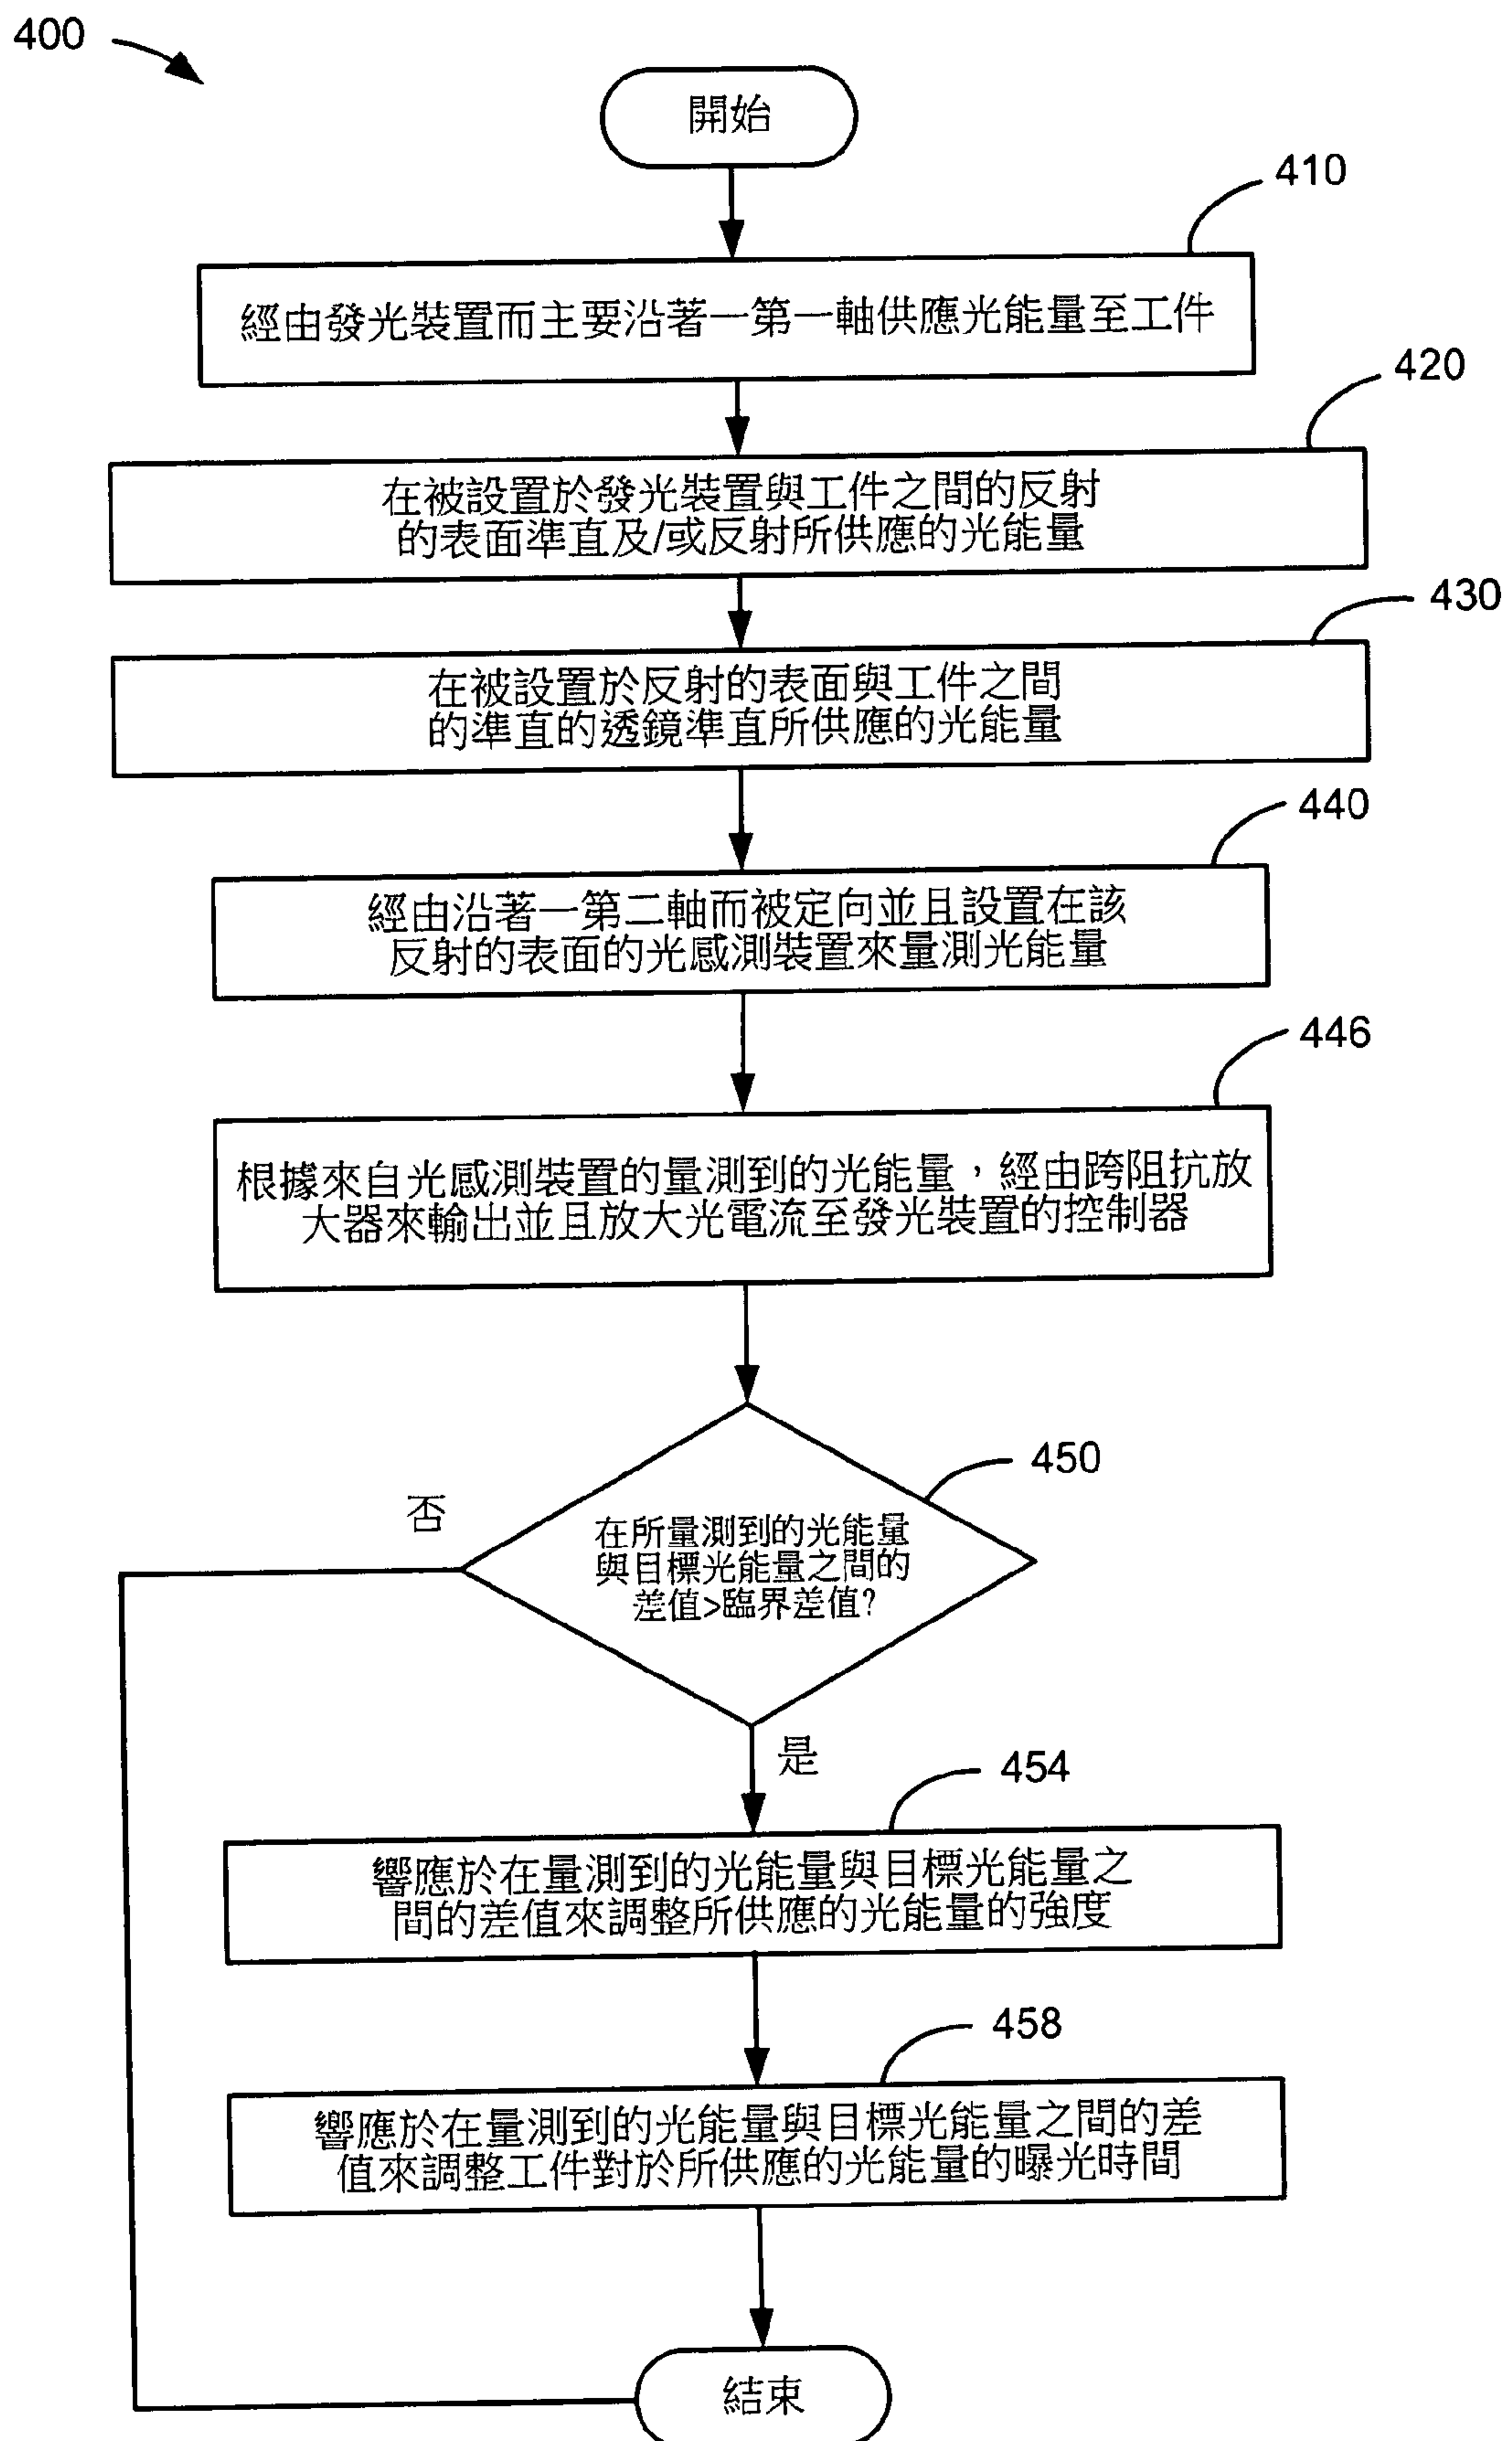 400
開始
410
經由發光裝置而主要沿著一第一軸供應光能量至工件
420
在被設置於發光裝置與工件之間的反射
的表面準直及/或反射所供應的光能量
430
在被設置於反射的表面與工件之間
的準直的透鏡準直所供應的光能量
440
經由沿著一第二軸而被定向並且設置在該
反射的表面的光感測裝置來量測光能量
446
根據來自光感測裝置的量測到的光能量，經由跨阻抗放
大器來輸出並且放大光電流至發光裝置的控制器
450
否
在所量測到的光能量
與目標光能量之間的
差值>臨界差值?
是
454
響應於在量測到的光能量與目標光能量之
間的差值來調整所供應的光能量的強度
458
響應於在量測到的光能量與目標光能量之間的差
值來調整工件對於所供應的光能量的曝光時間
結束